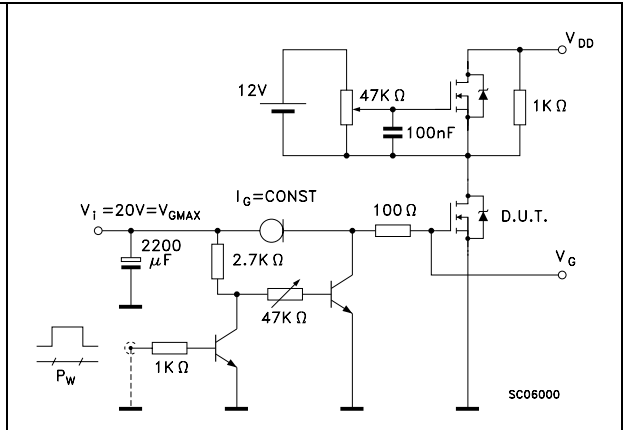 V DD
12V
47K Ω
1K Ω
100nF
I G =CONST
V i =20V=V GMAX
100 Ω
D.U.T.
2200
μF
2.7K Ω
V G
47K Ω
1K Ω
P W
SC06000